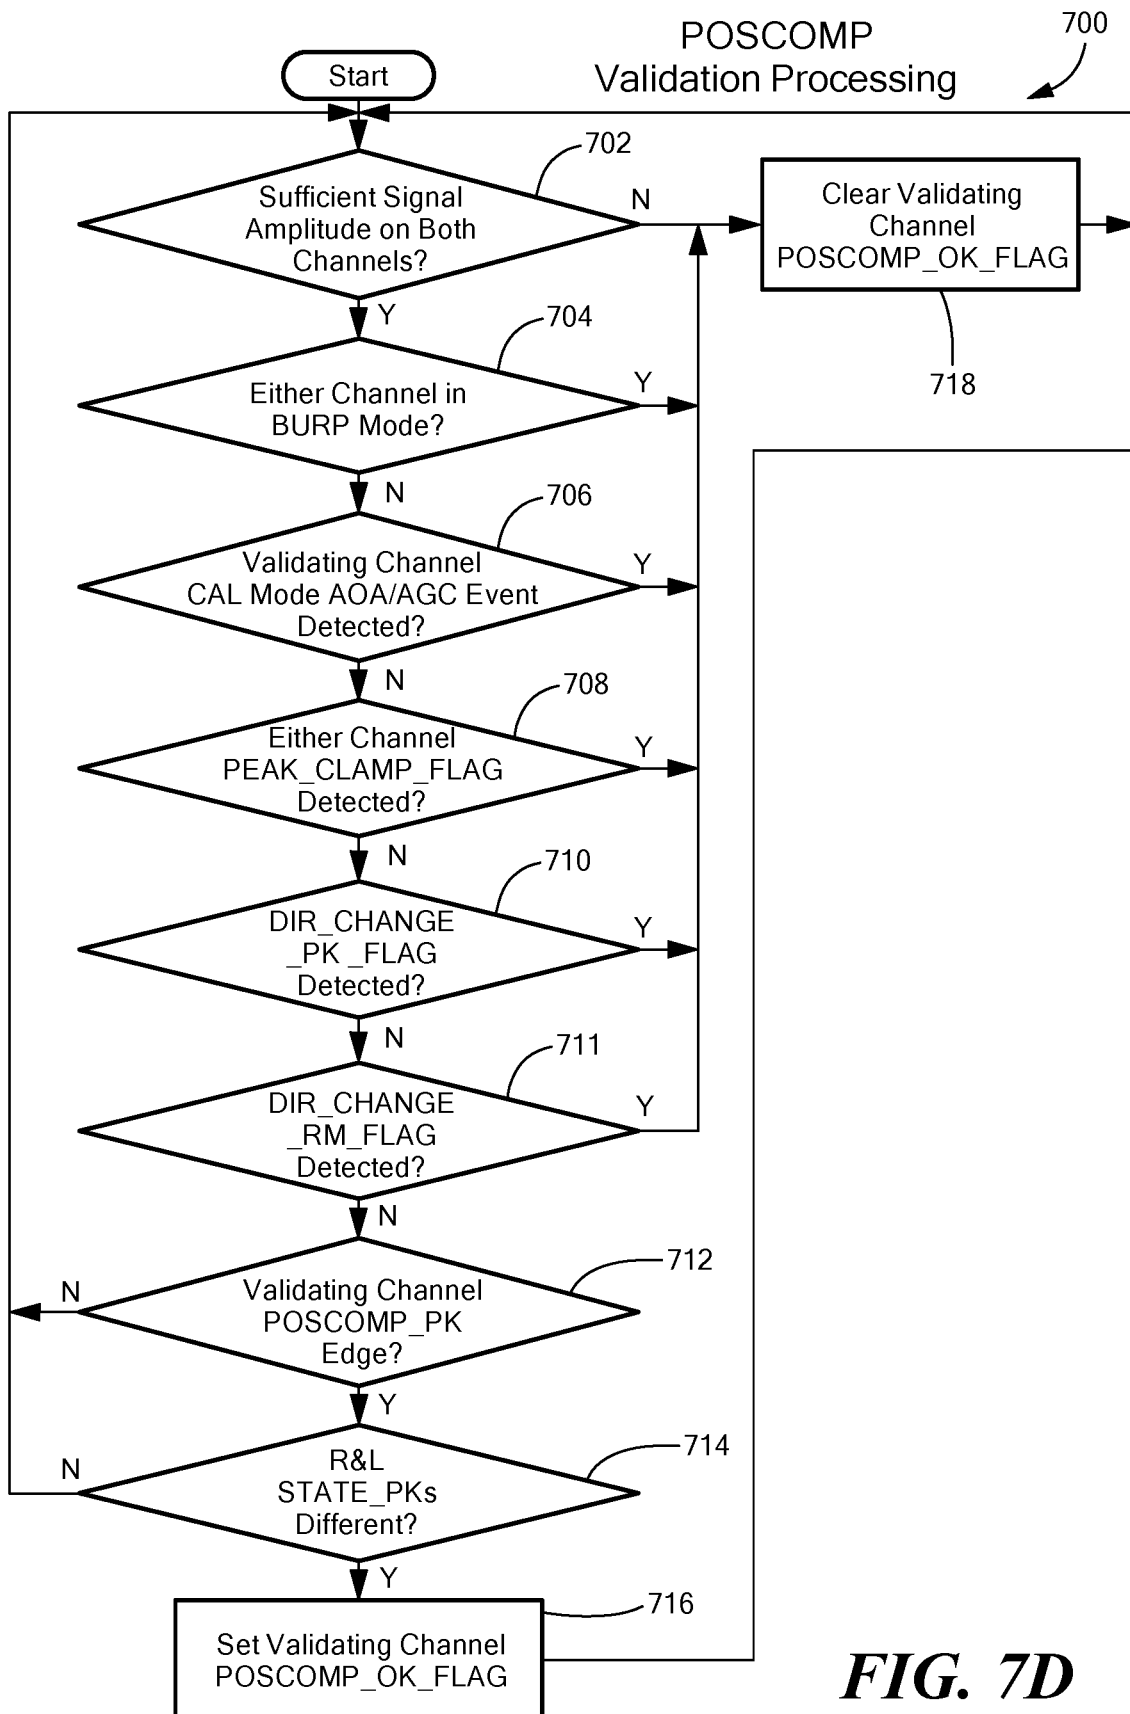 POSCOMP
Validation Processing
700
Start
702
Sufficient Signal
Amplitude on Both
Channels?
N
Y
Clear Validating
Channel
POSCOMP_OK_FLAG
718
704
Either Channel in
BURP Mode?
Y
N
706
Validating Channel
CAL Mode AOA/AGC Event
Detected?
Y
N
708
Either Channel
PEAK_CLAMP_FLAG
Detected?
Y
N
710
DIR_CHANGE
_PK _FLAG
Detected?
Y
N
711
DIR_CHANGE
_RM_FLAG
Detected?
Y
N
712
Validating Channel
POSCOMP_PK
Edge?
N
Y
714
R&L
STATE_PKs
Different?
N
Y
716
Set Validating Channel
POSCOMP_OK_FLAG
FIG. 7D